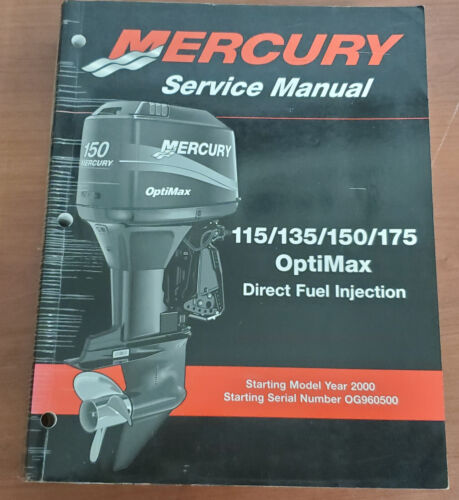 MERCURY
Service Manual
150
MERCURY
MERCURY
OptiMax
115/135/150/175
OptiMax
Direct Fuel Injection
Starting Model Year 2000
Starting Serial Number OG960500